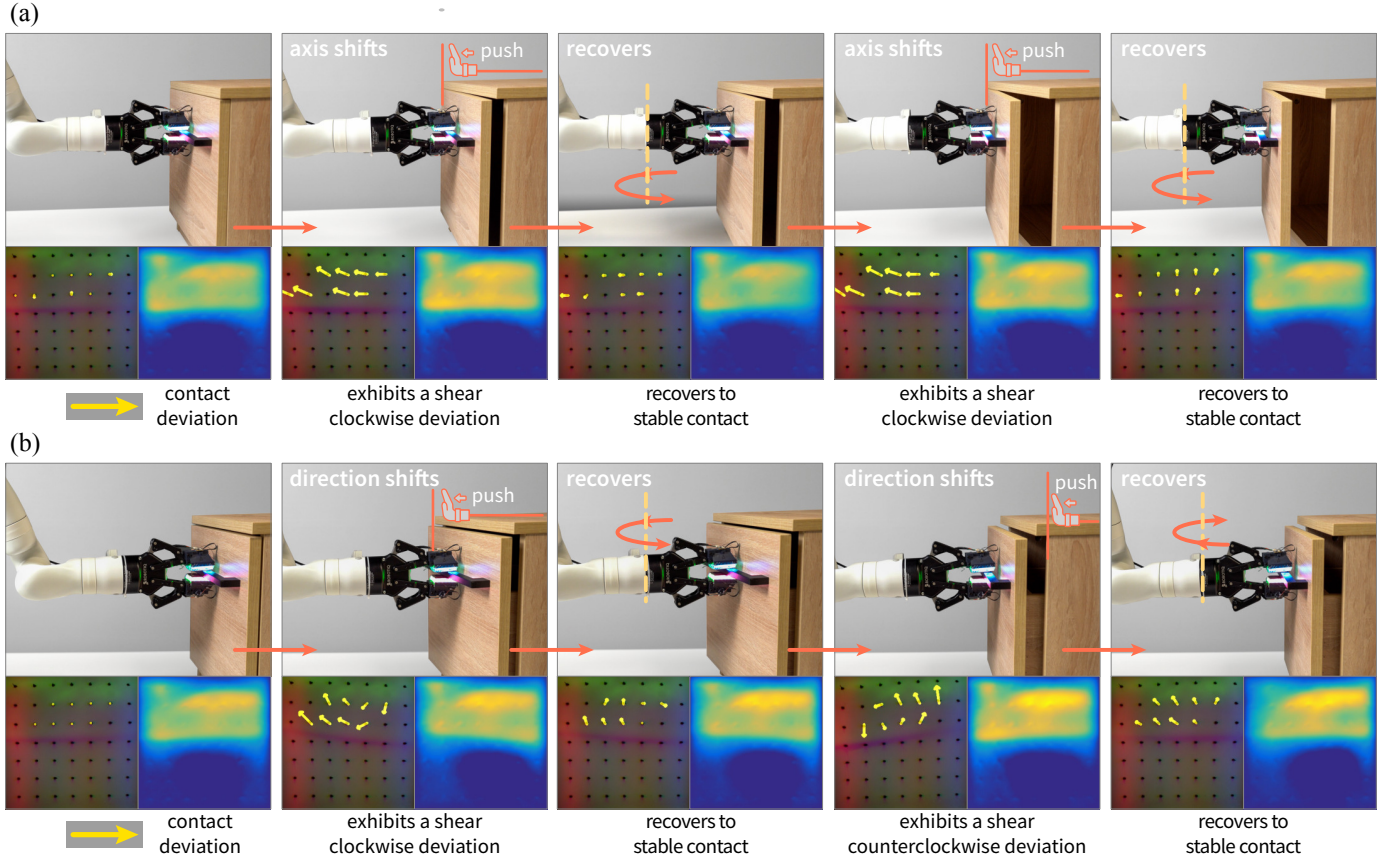 (a)
axis shifts
push
recovers
axis shifts
push
recovers
contact
deviation
exhibits a shear
clockwise deviation
recovers to
stable contact
exhibits a shear
clockwise deviation
recovers to
stable contact
(b)
direction shifts
push
recovers
direction shifts
push
recovers
contact
deviation
exhibits a shear
clockwise deviation
recovers to
stable contact
exhibits a shear
counterclockwise deviation
recovers to
stable contact